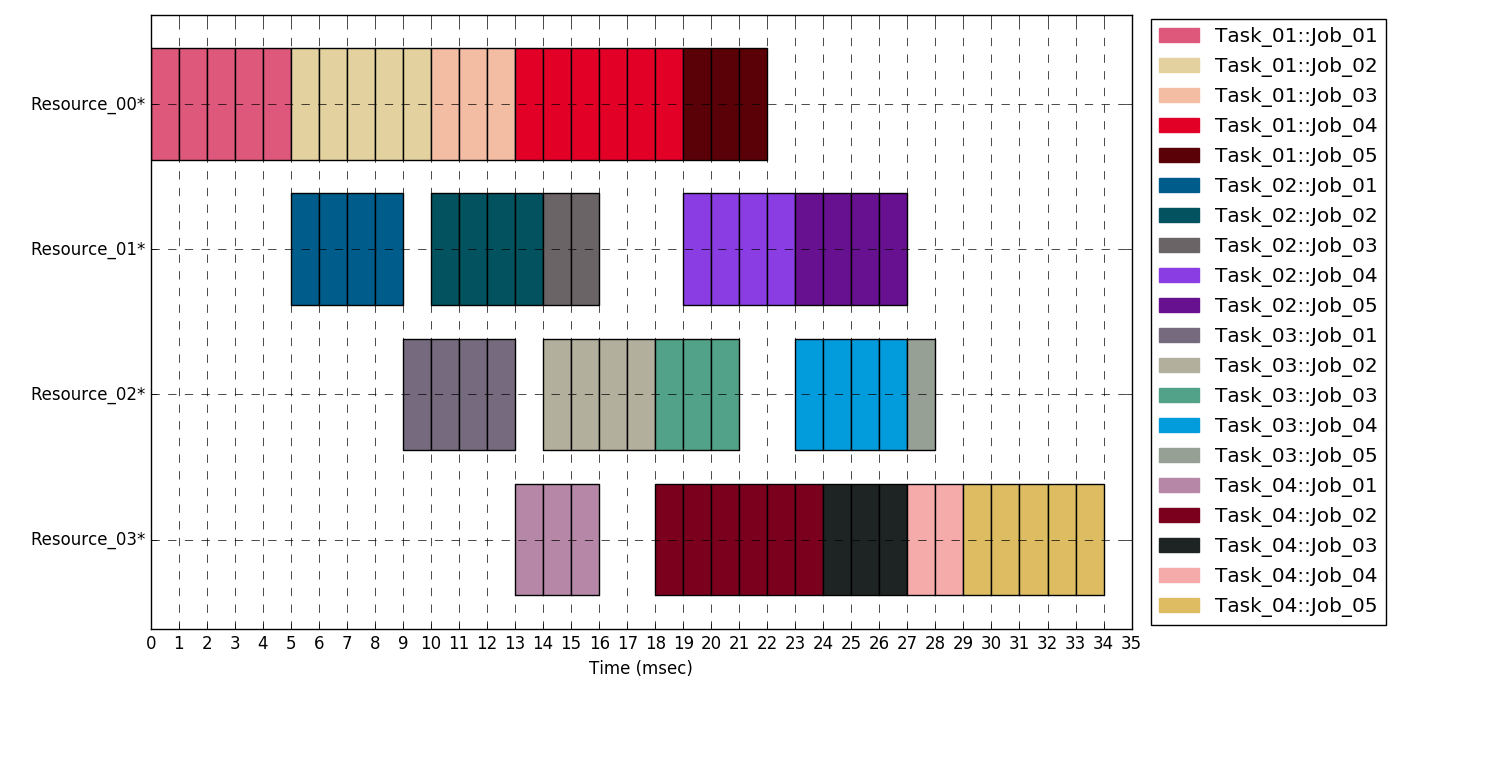 Resource_00*
Resource_01*
Resource_02*
Resource_03*
0 1 2 3 4 5 6 7 8 9 10 11 12 13 14 15 16 17 18 19 20 21 22 23 24 25 26 27 28 29 30 31 32 33 34 35
Time (msec)
Task_01::Job_01
Task_01::Job_02
Task_01::Job_03
Task_01::Job_04
Task_01::Job_05
Task_02::Job_01
Task_02::Job_02
Task_02::Job_03
Task_02::Job_04
Task_02::Job_05
Task_03::Job_01
Task_03::Job_02
Task_03::Job_03
Task_03::Job_04
Task_03::Job_05
Task_04::Job_01
Task_04::Job_02
Task_04::Job_03
Task_04::Job_04
Task_04::Job_05